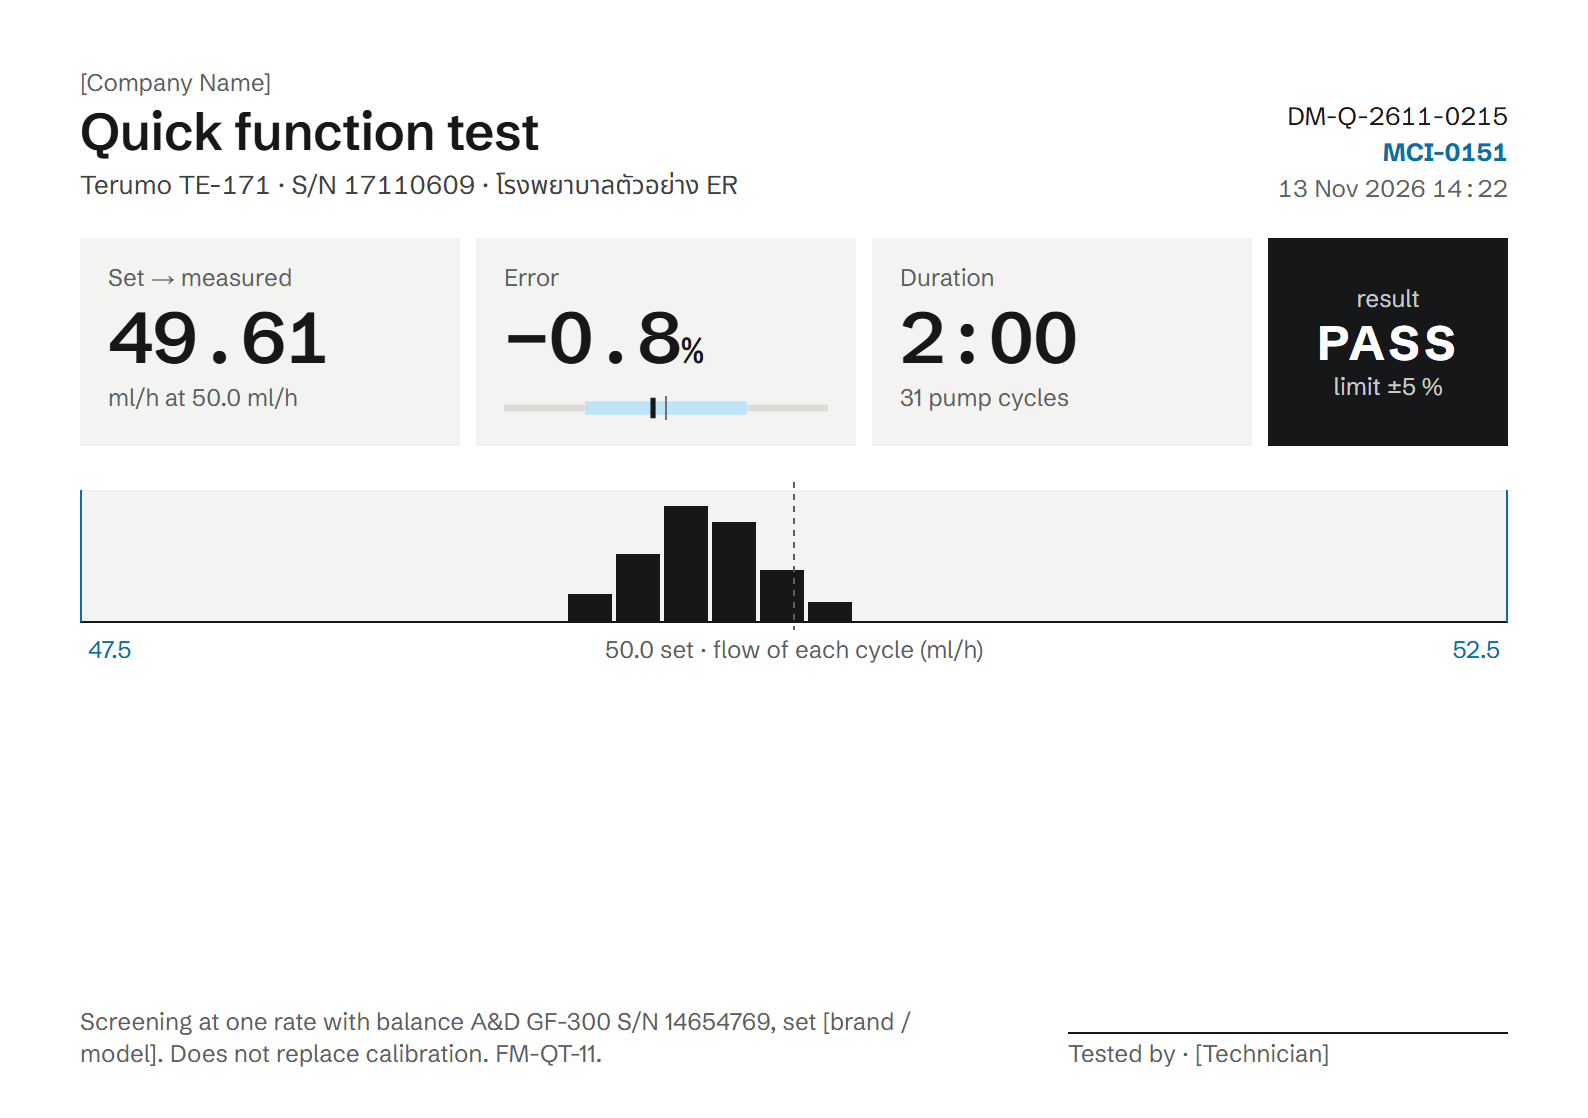 [Company Name]
Quick function test
Terumo TE-171 · S/N 17110609 · โรงพยาบาลตัวอย่าง ER
DM-Q-2611-0215
MCI-0151
13 Nov 2026 14:22
Set → measured
49.61
ml/h at 50.0 ml/h
Error
−0.8%
Duration
2:00
31 pump cycles
result
PASS
limit ±5 %
47.5
50.0 set · flow of each cycle (ml/h)
52.5
Screening at one rate with balance A&D GF-300 S/N 14654769, set [brand /
model]. Does not replace calibration. FM-QT-11.
Tested by · [Technician]